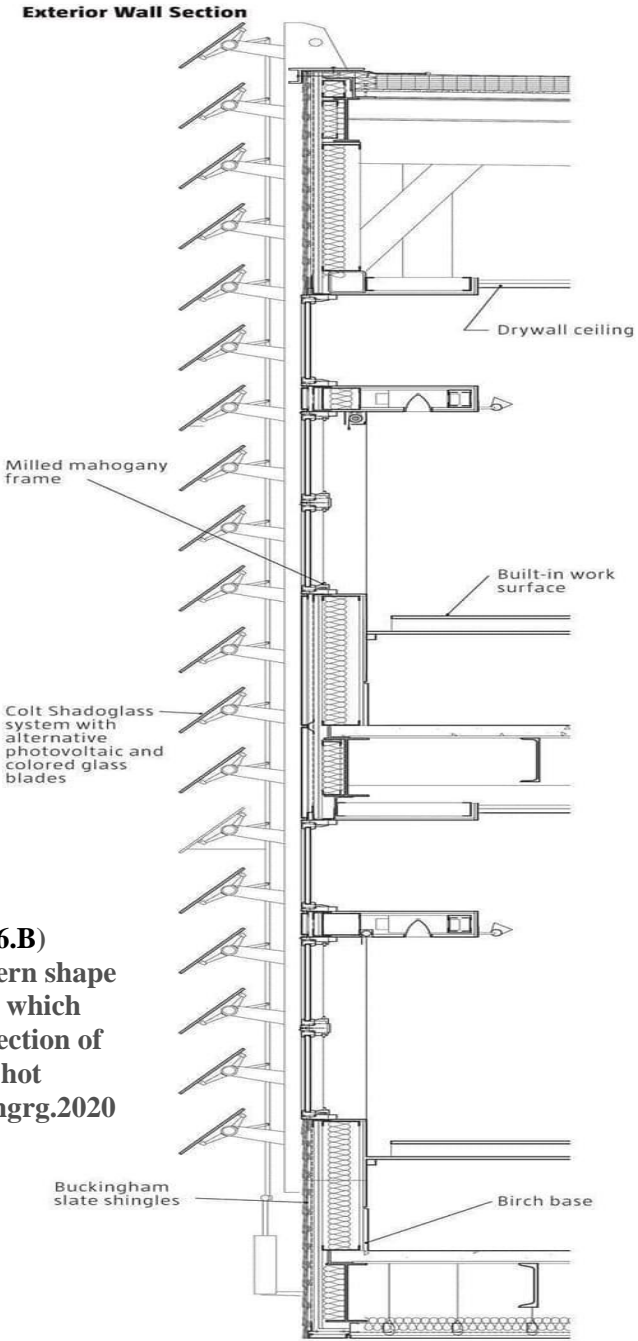 Exterior Wall Section
Drywall ceiling
Milled mahogany
frame
Built-in work
surface
Colt Shadoglass
system with
alternative
photovoltaic and
colored glass
blades
6.B)
ern shape
which
ection of
hot
ngrg.2020
Buckingham
slate shingles
Birch base